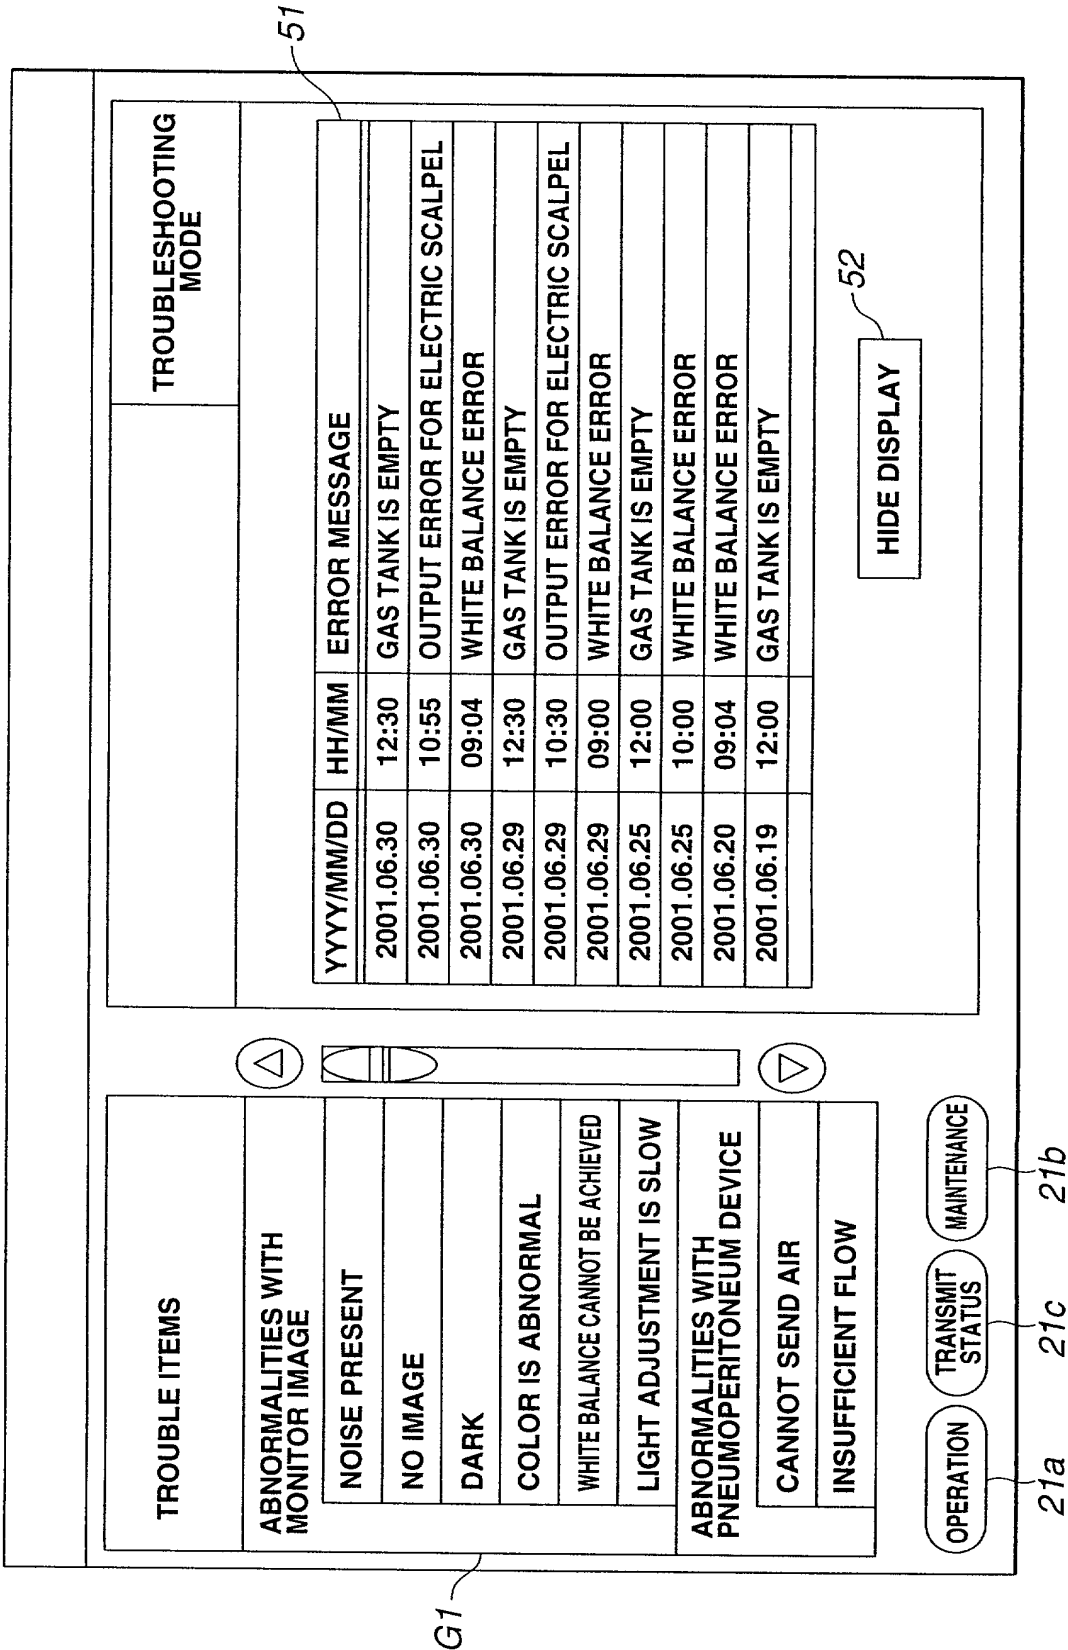 TROUBLE ITEMS
ABNORMALITIES WITH
MONITOR IMAGE
NOISE PRESENT
NO IMAGE
DARK
COLOR IS ABNORMAL
WHITE BALANCE CANNOT BE ACHIEVED
LIGHT ADJUSTMENT IS SLOW
ABNORMALITIES WITH
PNEUMOPERITONEUM DEVICE
CANNOT SEND AIR
INSUFFICIENT FLOW
G1
TROUBLESHOOTING
MODE
51
YYYY/MM/DD HH/MM ERROR MESSAGE
2001.06.30 12:30 GAS TANK IS EMPTY
2001.06.30 10:55 OUTPUT ERROR FOR ELECTRIC SCALPEL
2001.06.30 09:04 WHITE BALANCE ERROR
2001.06.29 12:30 GAS TANK IS EMPTY
2001.06.29 10:30 OUTPUT ERROR FOR ELECTRIC SCALPEL
2001.06.29 09:00 WHITE BALANCE ERROR
2001.06.25 12:00 GAS TANK IS EMPTY
2001.06.25 10:00 WHITE BALANCE ERROR
2001.06.20 09:04 WHITE BALANCE ERROR
2001.06.19 12:00 GAS TANK IS EMPTY
52
HIDE DISPLAY
OPERATION
TRANSMIT
STATUS
MAINTENANCE
21a
21c
21b